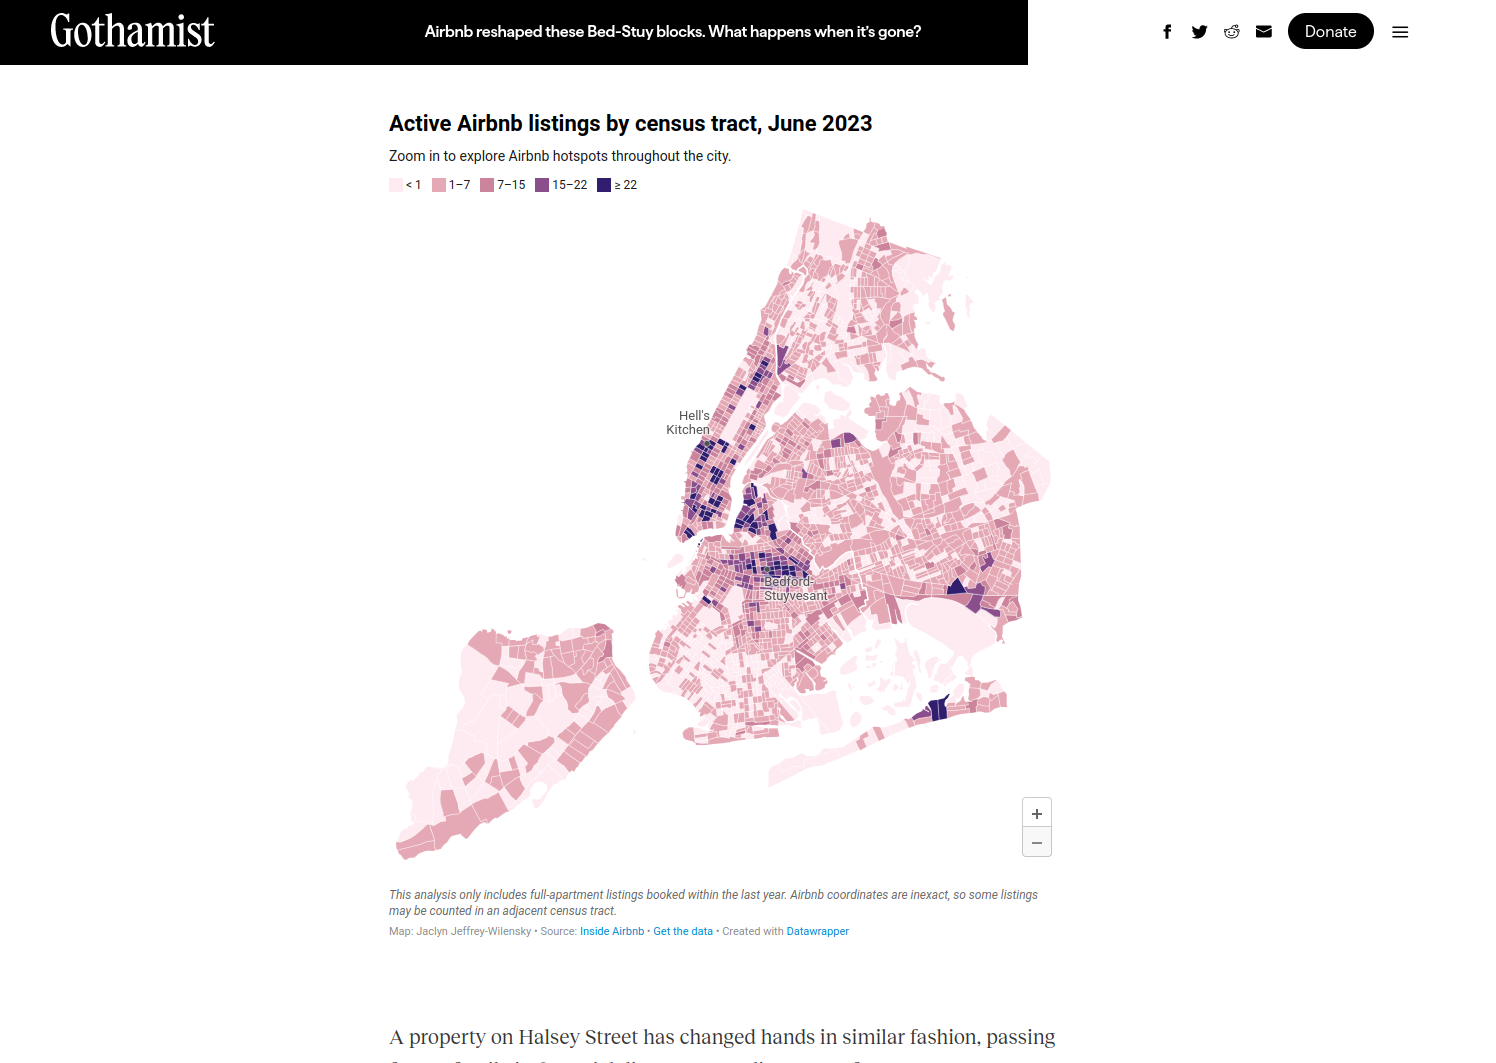 Gothamist
Airbnb reshaped these Bed-Stuy blocks. What happens when it's gone?
Donate
Active Airbnb listings by census tract, June 2023
Zoom in to explore Airbnb hotspots throughout the city.
< 1 1–7 7–15 15–22 ≥ 22
Hell's
Kitchen
Bedford-
Stuyvesant
+
−
This analysis only includes full-apartment listings booked within the last year. Airbnb coordinates are inexact, so some listings
may be counted in an adjacent census tract.
Map: Jaclyn Jeffrey-Wilensky • Source: Inside Airbnb • Get the data • Created with Datawrapper
A property on Halsey Street has changed hands in similar fashion, passing